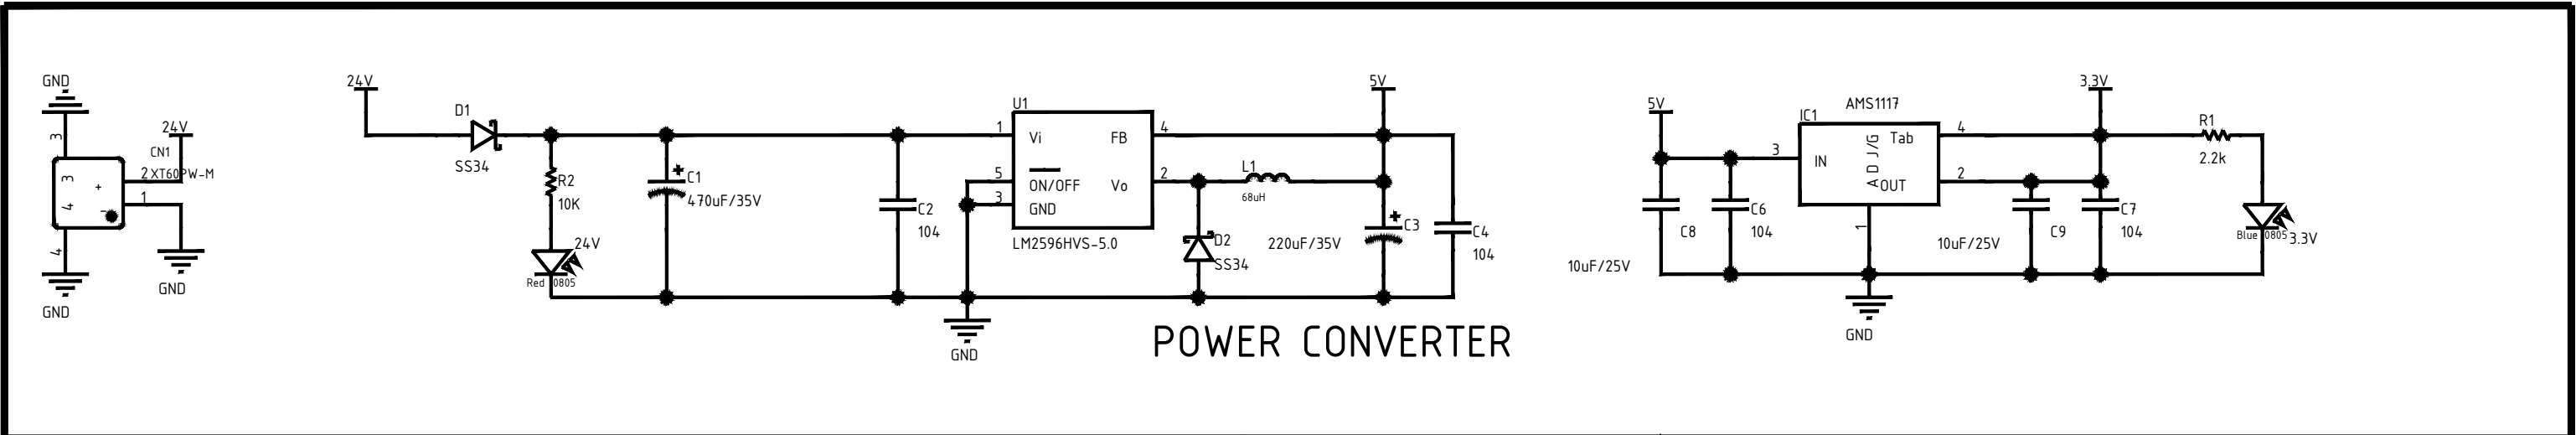 GND
3
24V
CN1
2
XT60PW-M
3
+
4
-
1
4
GND
GND
24V
D1
SS34
R2
10K
24V
Red 0805
+
C1
470uF/35V
C2
104
U1
1
Vi
FB
4
5
ON/OFF
Vo
2
3
GND
LM2596HVS-5.0
GND
L1
68uH
D2
SS34
5V
+
C3
220uF/35V
C4
104
POWER CONVERTER
5V
C8
10uF/25V
C6
104
AMS1117
IC1
3
IN
ADJ/G
Tab
4
OUT
2
1
GND
10uF/25V
C9
3.3V
C7
104
R1
2.2k
Blue 0805
3.3V